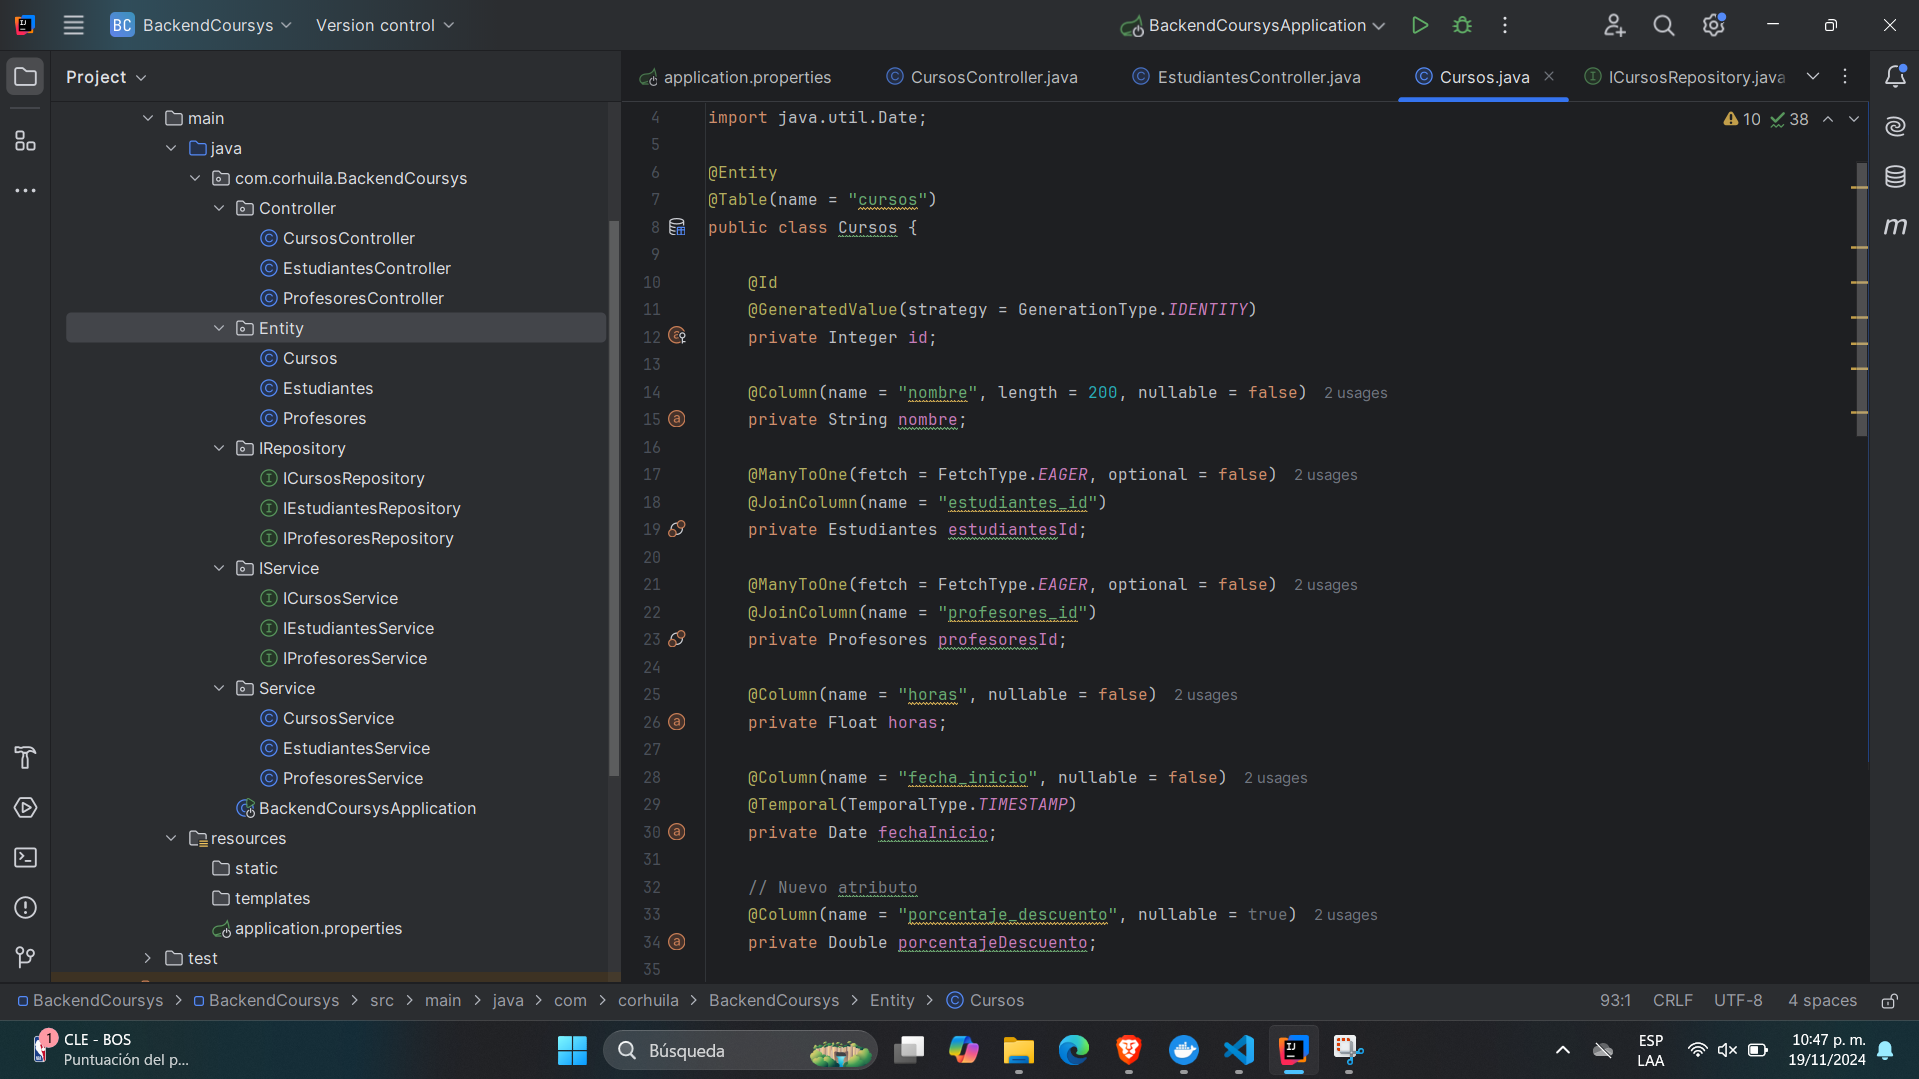 BC BackendCoursys Version control BackendCoursysApplication
Project
application.properties CursosController.java EstudiantesController.java Cursos.java ICursosRepository.java
main
java
com.corhuila.BackendCoursys
Controller
CursosController
EstudiantesController
ProfesoresController
Entity
Cursos
Estudiantes
Profesores
IRepository
ICursosRepository
IEstudiantesRepository
IProfesoresRepository
IService
ICursosService
IEstudiantesService
IProfesoresService
Service
CursosService
EstudiantesService
ProfesoresService
BackendCoursysApplication
resources
static
templates
application.properties
test
10 38
4 import java.util.Date;
5
6 @Entity
7 @Table(name = "cursos")
8 public class Cursos {
9
10 @Id
11 @GeneratedValue(strategy = GenerationType.IDENTITY)
12 private Integer id;
13
14 @Column(name = "nombre", length = 200, nullable = false) 2 usages
15 private String nombre;
16
17 @ManyToOne(fetch = FetchType.EAGER, optional = false) 2 usages
18 @JoinColumn(name = "estudiantes_id")
19 private Estudiantes estudiantesId;
20
21 @ManyToOne(fetch = FetchType.EAGER, optional = false) 2 usages
22 @JoinColumn(name = "profesores_id")
23 private Profesores profesoresId;
24
25 @Column(name = "horas", nullable = false) 2 usages
26 private Float horas;
27
28 @Column(name = "fecha_inicio", nullable = false) 2 usages
29 @Temporal(TemporalType.TIMESTAMP)
30 private Date fechaInicio;
31
32 // Nuevo atributo
33 @Column(name = "porcentaje_descuento", nullable = true) 2 usages
34 private Double porcentajeDescuento;
35
BackendCoursys > BackendCoursys > src > main > java > com > corhuila > BackendCoursys > Entity > Cursos 93:1 CRLF UTF-8 4 spaces
1 CLE - BOS
Puntuación del p...
Búsqueda
ESP
LAA
10:47 p. m.
19/11/2024